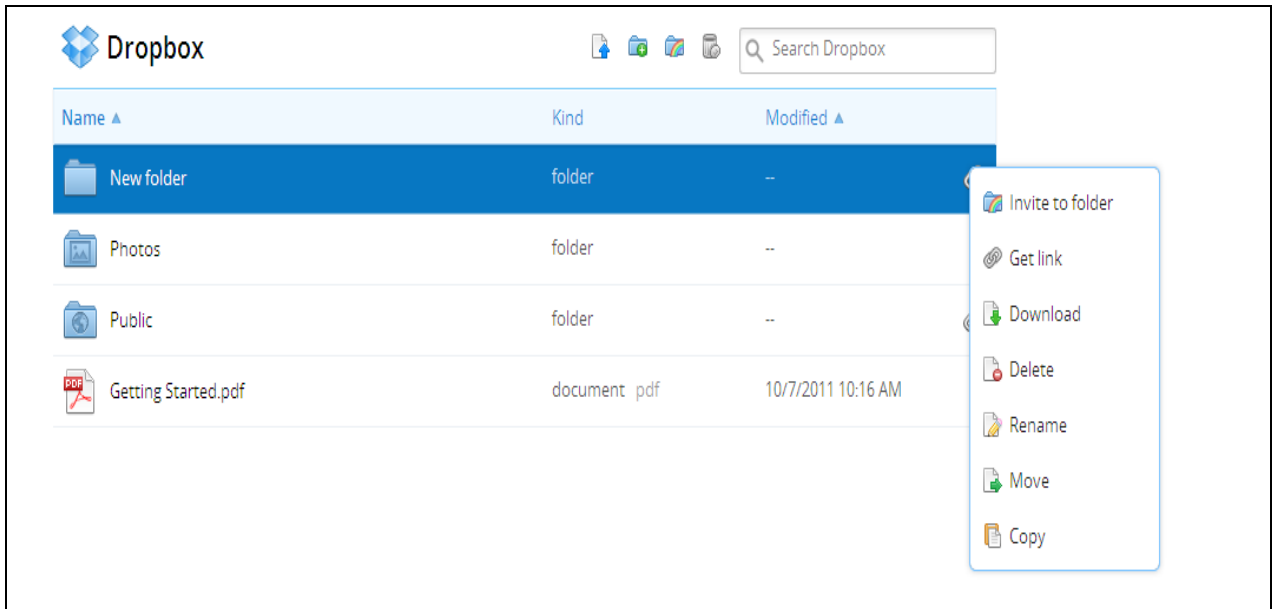 Dropbox
Search Dropbox
Name Kind Modified
New folder folder --
Photos folder --
Public folder --
PDF
Getting Started.pdf document pdf 10/7/2011 10:16 AM
Invite to folder
Get link
Download
Delete
Rename
Move
Copy